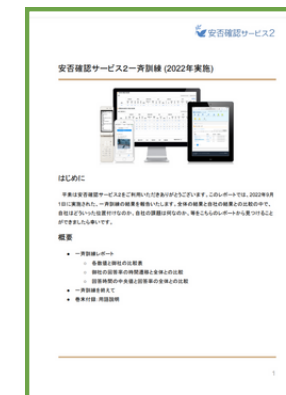 安否確認サービス2
安否確認サービス2一斉訓練 (2022年実施)
はじめに
平素は安否確認サービス2をご利用いただきありがとうございます。このレポートでは、2022年9月
1日に実施された、一斉訓練の結果を報告いたします。全体の結果と自社の結果との比較の中で、
自社はどういった位置付けなのか、自社の課題は何なのか、等をこちらのレポートから見つけること
ができましたら幸いです。
概要
● 一斉訓練レポート
○ 各数値と御社の比較表
○ 御社の回答率の時間遷移と全体との比較
○ 回答時間の中央値と回答率の全体との比較
● 一斉訓練を終えて
● 巻末付録: 用語説明
1